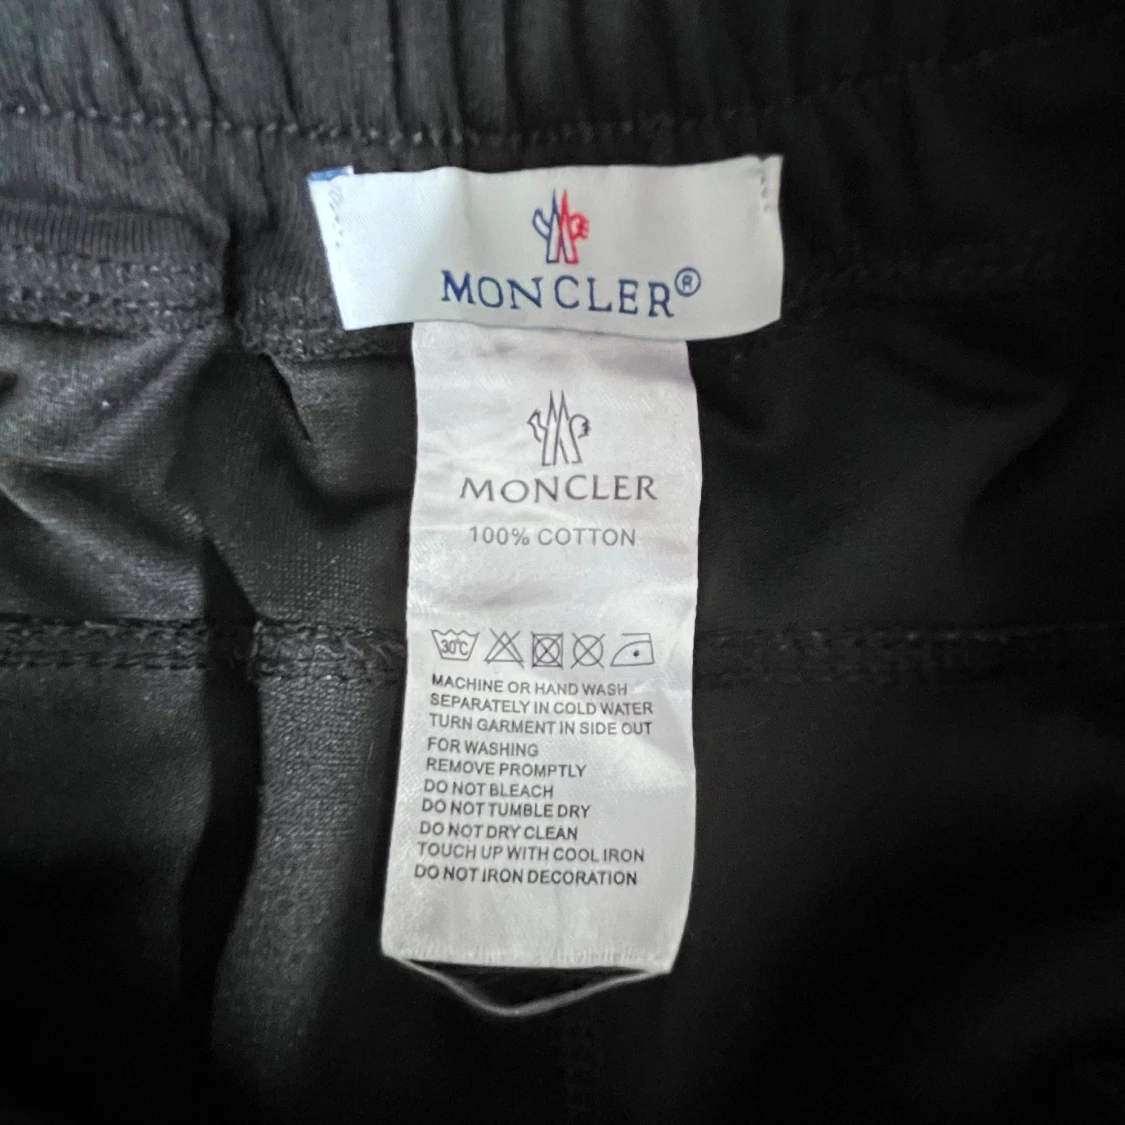 MONCLER®
MONCLER
100% COTTON
30°C
MACHINE OR HAND WASH
SEPARATELY IN COLD WATER
TURN GARMENT IN SIDE OUT
FOR WASHING
REMOVE PROMPTLY
DO NOT BLEACH
DO NOT TUMBLE DRY
DO NOT DRY CLEAN
TOUCH UP WITH COOL IRON
DO NOT IRON DECORATION